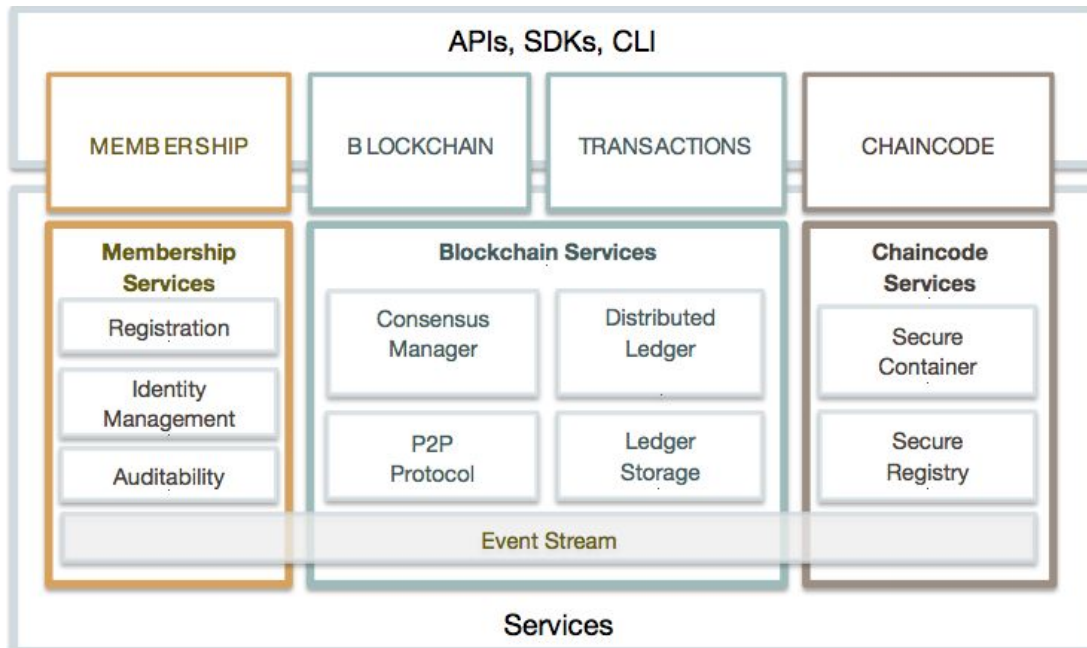 APIs, SDKs, CLI
MEMBERSHIP
BLOCKCHAIN
TRANSACTIONS
CHAINCODE
Membership
Services
Registration
Identity
Management
Auditability
Blockchain Services
Consensus
Manager
Distributed
Ledger
P2P
Protocol
Ledger
Storage
Chaincode
Services
Secure
Container
Secure
Registry
Event Stream
Services